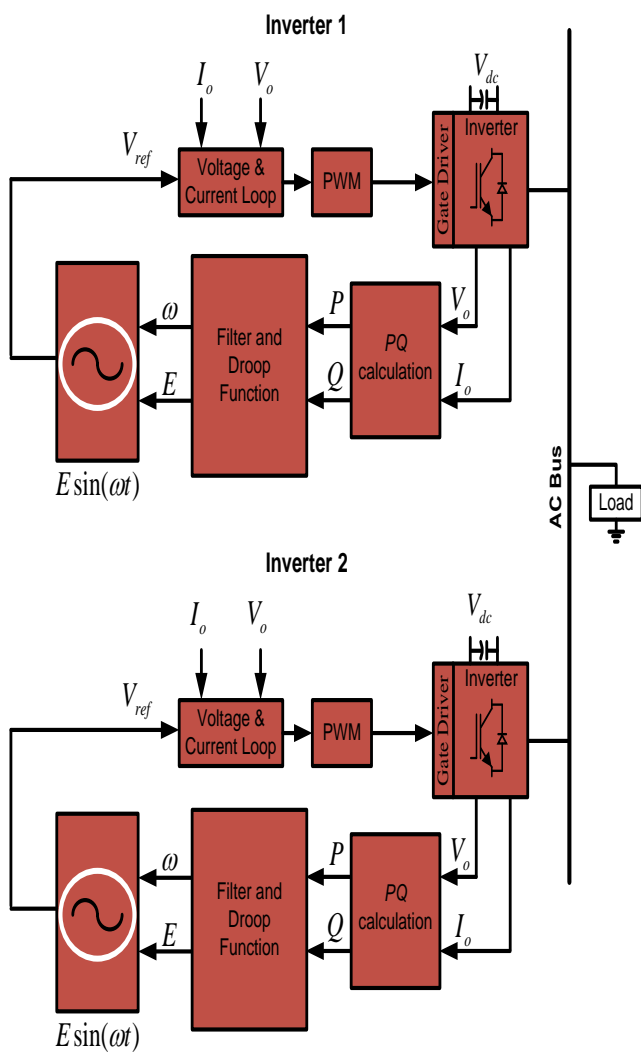 Inverter 1
I_o
V_o
V_dc
V_ref
Voltage &
Current Loop
PWM
Gate Driver
Inverter
ω
E
Filter and
Droop
Function
P
Q
PQ
calculation
V_o
I_o
E sin(ωt)
AC Bus
Load
Inverter 2
I_o
V_o
V_dc
V_ref
Voltage &
Current Loop
PWM
Gate Driver
Inverter
ω
E
Filter and
Droop
Function
P
Q
PQ
calculation
V_o
I_o
E sin(ωt)